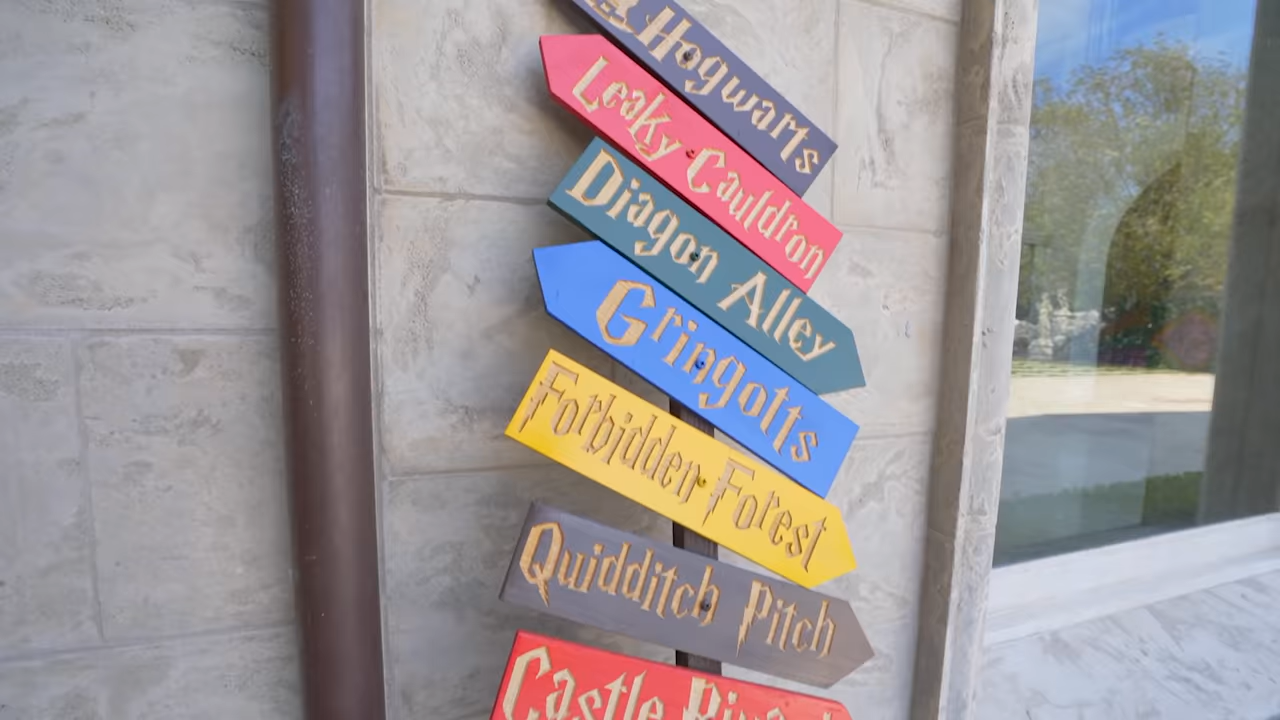 Hogwarts
Leaky Cauldron
Diagon Alley
Gringotts
Forbidden Forest
Quidditch Pitch
Castle